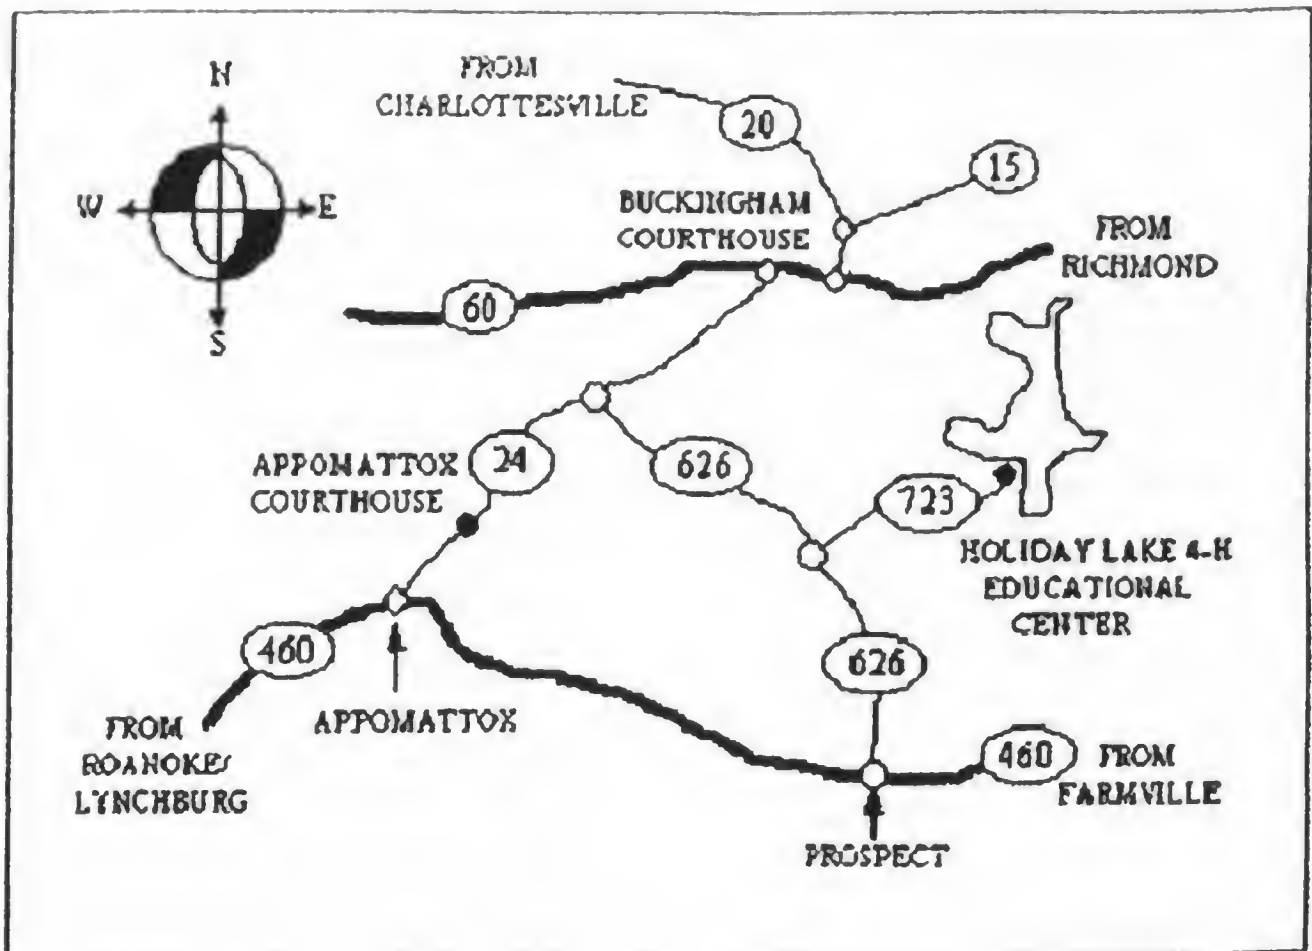 N
W
E
S
FROM
CHARLOTTESVILLE
20
15
BUCKINGHAM
COURTHOUSE
FROM
RICHMOND
60
APPOMATTOX
COURTHOUSE
24
626
723
HOLIDAY LAKE 4-H
EDUCATIONAL
CENTER
460
626
APPOMATTOX
FROM
ROANOKE/
LYNCHBURG
460
FROM
FARMVILLE
PROSPECT